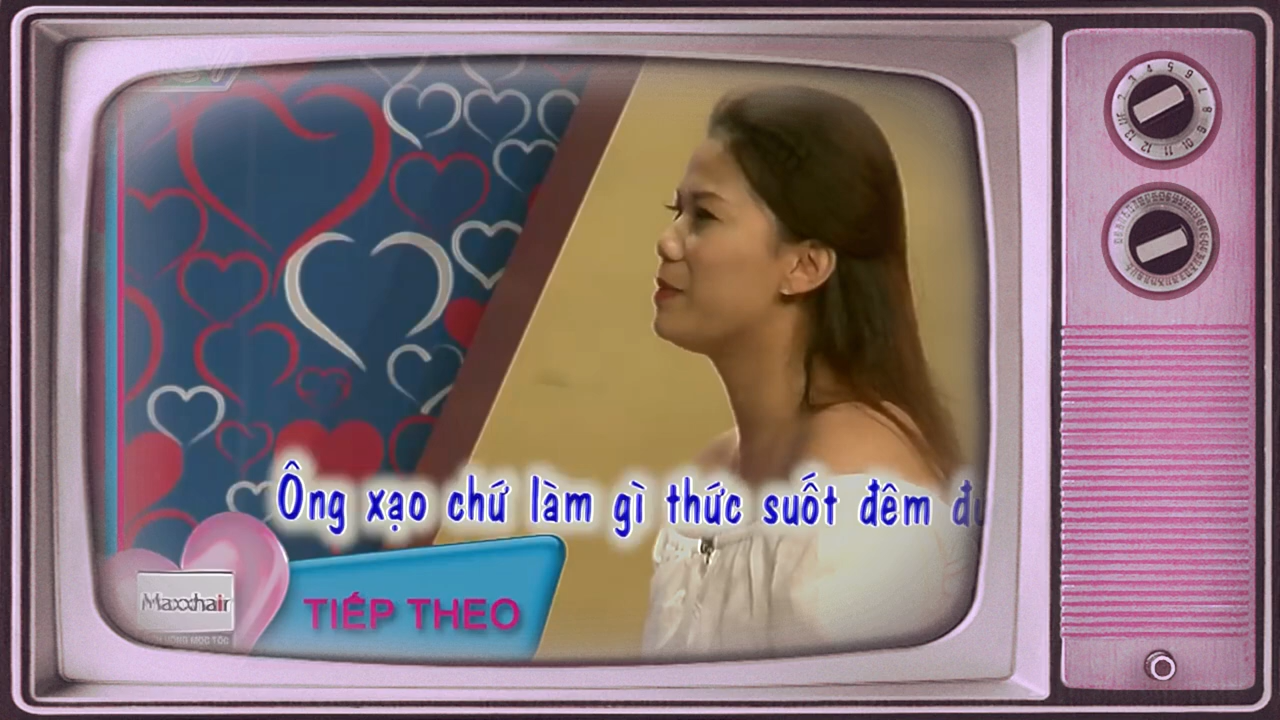 Ông xạo chứ làm gì thức suốt đêm
Maxxhair
TIẾP THEO